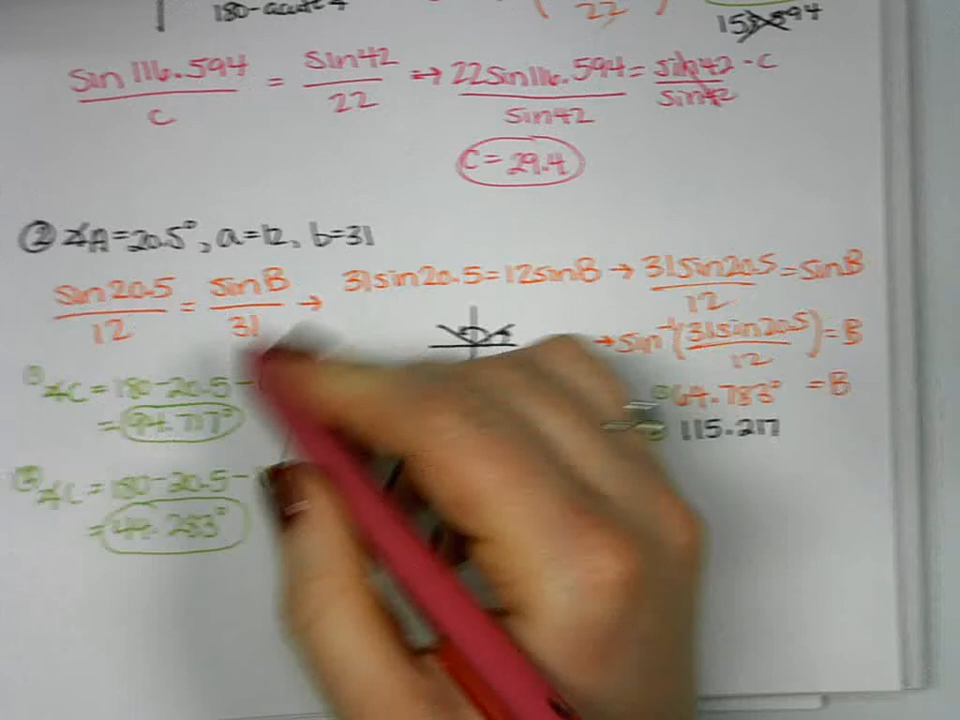 180-acute ∡
22
sin 116.594 / c = sin 42 / 22 → 22 sin 116.594 / sin 42 = sin 42 · c / sin 42
c = 29.4
② ∡A=20.5°, a=12, b=31
sin 20.5 / 12 = sin B / 31 → 31 sin 20.5 = 12 sin B → 31 sin 20.5 / 12 = sin B
→ sin⁻¹(31 sin 20.5 / 12) = B
① ∡C = 180-20.5-
① 64.783° = B
= 94.717°
② 115.217
② ∡C = 180-20.5-
= 44.283°